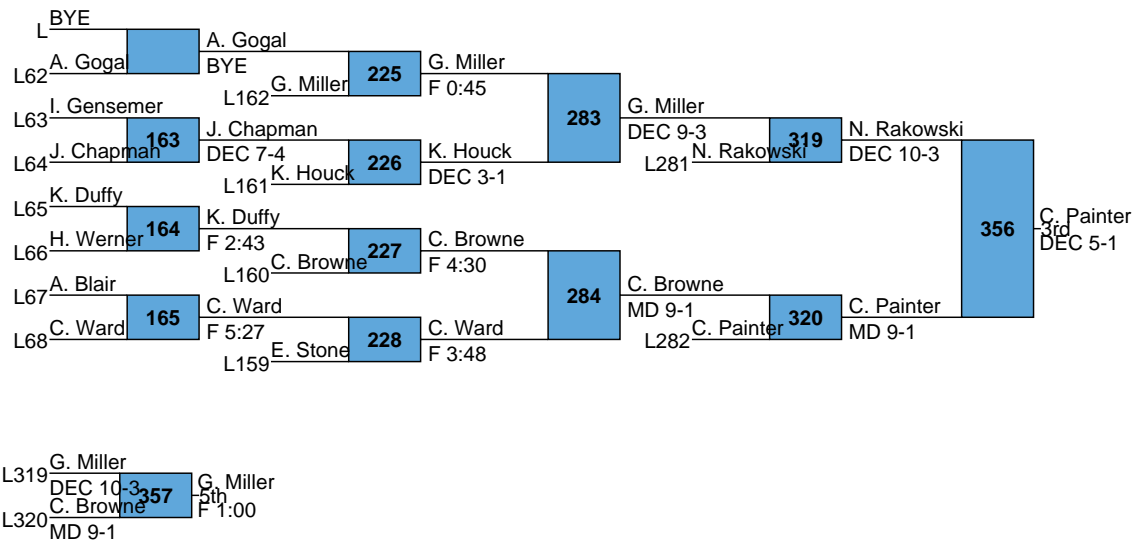 BYE
L
A. Gogal
L62
A. Gogal
BYE
G. Miller
L162
225
G. Miller
F 0:45
I. Gensemer
L63
J. Chapman
L64
163
J. Chapman
DEC 7-4
K. Houck
L161
226
K. Houck
DEC 3-1
283
G. Miller
DEC 9-3
N. Rakowski
L281
319
N. Rakowski
DEC 10-3
K. Duffy
L65
H. Werner
L66
164
K. Duffy
F 2:43
C. Browne
L160
227
C. Browne
F 4:30
A. Blair
L67
C. Ward
L68
165
C. Ward
F 5:27
E. Stone
L159
228
C. Ward
F 3:48
284
C. Browne
MD 9-1
C. Painter
L282
320
C. Painter
MD 9-1
356
C. Painter
3rd
DEC 5-1
G. Miller
L319
DEC 10-3
C. Browne
L320
MD 9-1
357
G. Miller
5th
F 1:00